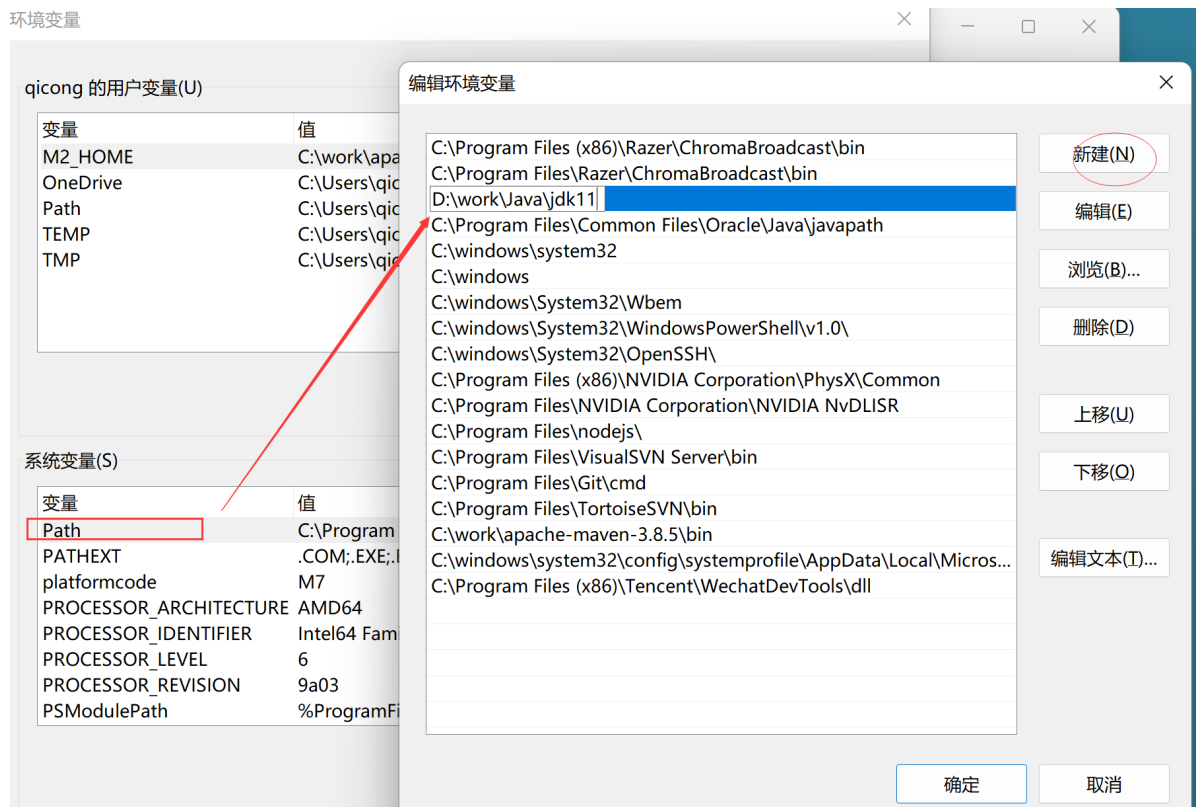 环境变量
qicong 的用户变量(U)
变量 值
M2_HOME C:\work\apa
OneDrive C:\Users\qic
Path C:\Users\qic
TEMP C:\Users\qic
TMP C:\Users\qic
系统变量(S)
变量 值
Path C:\Program
PATHEXT .COM;.EXE;.
platformcode M7
PROCESSOR_ARCHITECTURE AMD64
PROCESSOR_IDENTIFIER Intel64 Fami
PROCESSOR_LEVEL 6
PROCESSOR_REVISION 9a03
PSModulePath %ProgramFi
编辑环境变量
C:\Program Files (x86)\Razer\ChromaBroadcast\bin
C:\Program Files\Razer\ChromaBroadcast\bin
D:\work\Java\jdk11
C:\Program Files\Common Files\Oracle\Java\javapath
C:\windows\system32
C:\windows
C:\windows\System32\Wbem
C:\windows\System32\WindowsPowerShell\v1.0\
C:\windows\System32\OpenSSH\
C:\Program Files (x86)\NVIDIA Corporation\PhysX\Common
C:\Program Files\NVIDIA Corporation\NVIDIA NvDLISR
C:\Program Files\nodejs\
C:\Program Files\VisualSVN Server\bin
C:\Program Files\Git\cmd
C:\Program Files\TortoiseSVN\bin
C:\work\apache-maven-3.8.5\bin
C:\windows\system32\config\systemprofile\AppData\Local\Micros...
C:\Program Files (x86)\Tencent\WechatDevTools\dll
新建(N)
编辑(E)
浏览(B)...
删除(D)
上移(U)
下移(O)
编辑文本(T)...
确定
取消